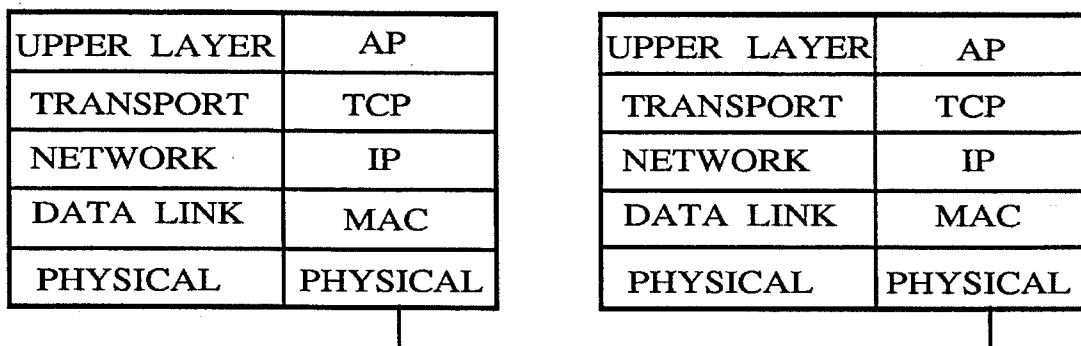 UPPER LAYER AP
TRANSPORT TCP
NETWORK IP
DATA LINK MAC
PHYSICAL PHYSICAL
UPPER LAYER AP
TRANSPORT TCP
NETWORK IP
DATA LINK MAC
PHYSICAL PHYSICAL